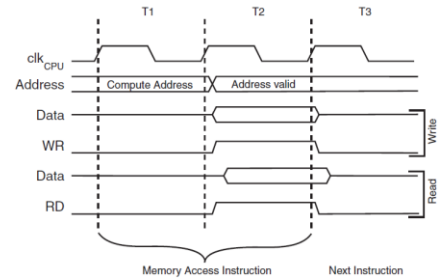 T1 T2 T3
clkCPU
Address Compute Address Address valid
Data
WR
Write
Data
RD
Read
Memory Access Instruction Next Instruction